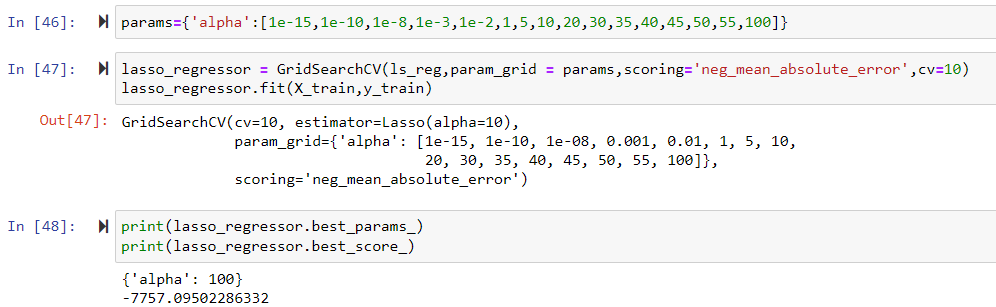 In [46]: params={'alpha':[1e-15,1e-10,1e-8,1e-3,1e-2,1,5,10,20,30,35,40,45,50,55,100]}
In [47]: lasso_regressor = GridSearchCV(ls_reg,param_grid = params,scoring='neg_mean_absolute_error',cv=10)
lasso_regressor.fit(X_train,y_train)
Out[47]: GridSearchCV(cv=10, estimator=Lasso(alpha=10),
param_grid={'alpha': [1e-15, 1e-10, 1e-08, 0.001, 0.01, 1, 5, 10,
20, 30, 35, 40, 45, 50, 55, 100]},
scoring='neg_mean_absolute_error')
In [48]: print(lasso_regressor.best_params_)
print(lasso_regressor.best_score_)
{'alpha': 100}
-7757.09502286332